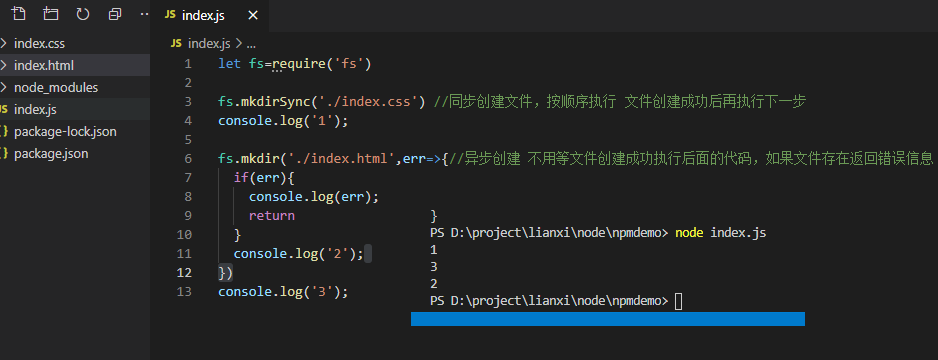 JS index.js ×
index.css
index.html
node_modules
JS index.js
{} package-lock.json
{} package.json
JS index.js > ...
1 let fs=require('fs')
2
3 fs.mkdirSync('./index.css') //同步创建文件，按顺序执行 文件创建成功后再执行下一步
4 console.log('1');
5
6 fs.mkdir('./index.html',err=>{//异步创建 不用等文件创建成功执行后面的代码，如果文件存在返回错误信息
7 if(err){
8 console.log(err);
9 return
10 }
11 console.log('2');
12 })
13 console.log('3');
}
PS D:\project\lianxi\node\npmdemo> node index.js
1
3
2
PS D:\project\lianxi\node\npmdemo>